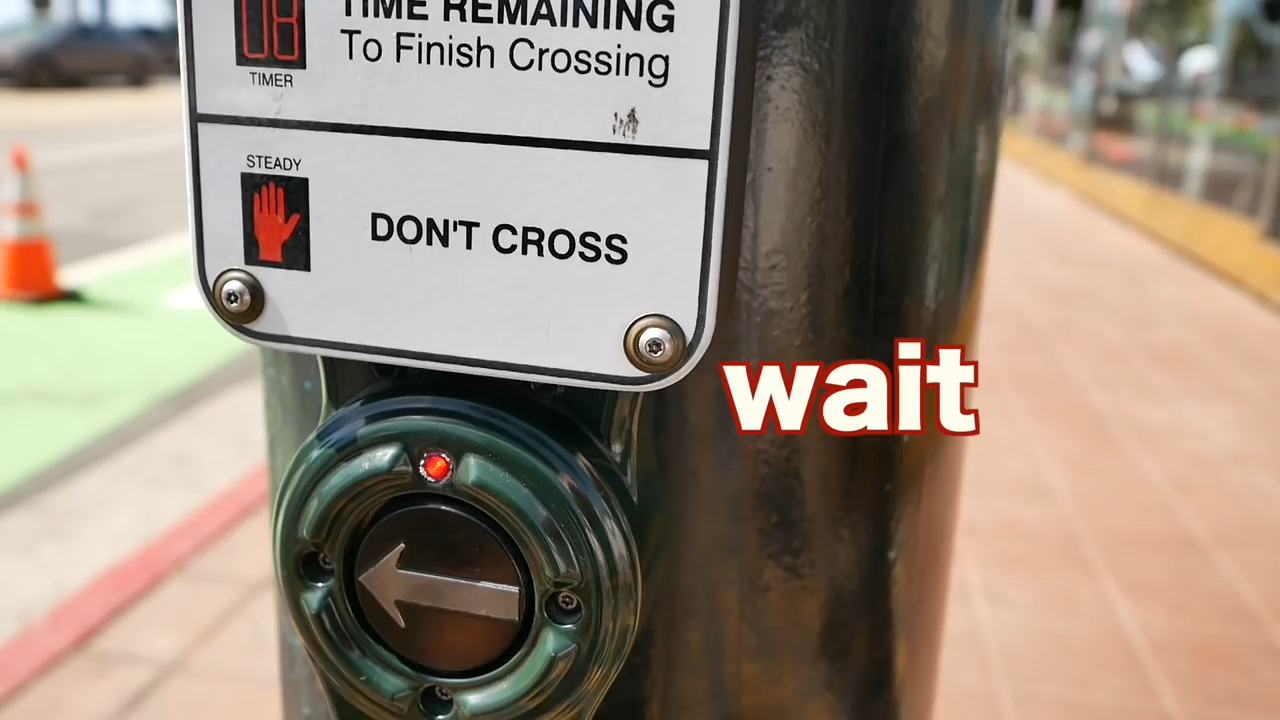 08
TIME REMAINING
To Finish Crossing
TIMER
STEADY
DON'T CROSS
wait